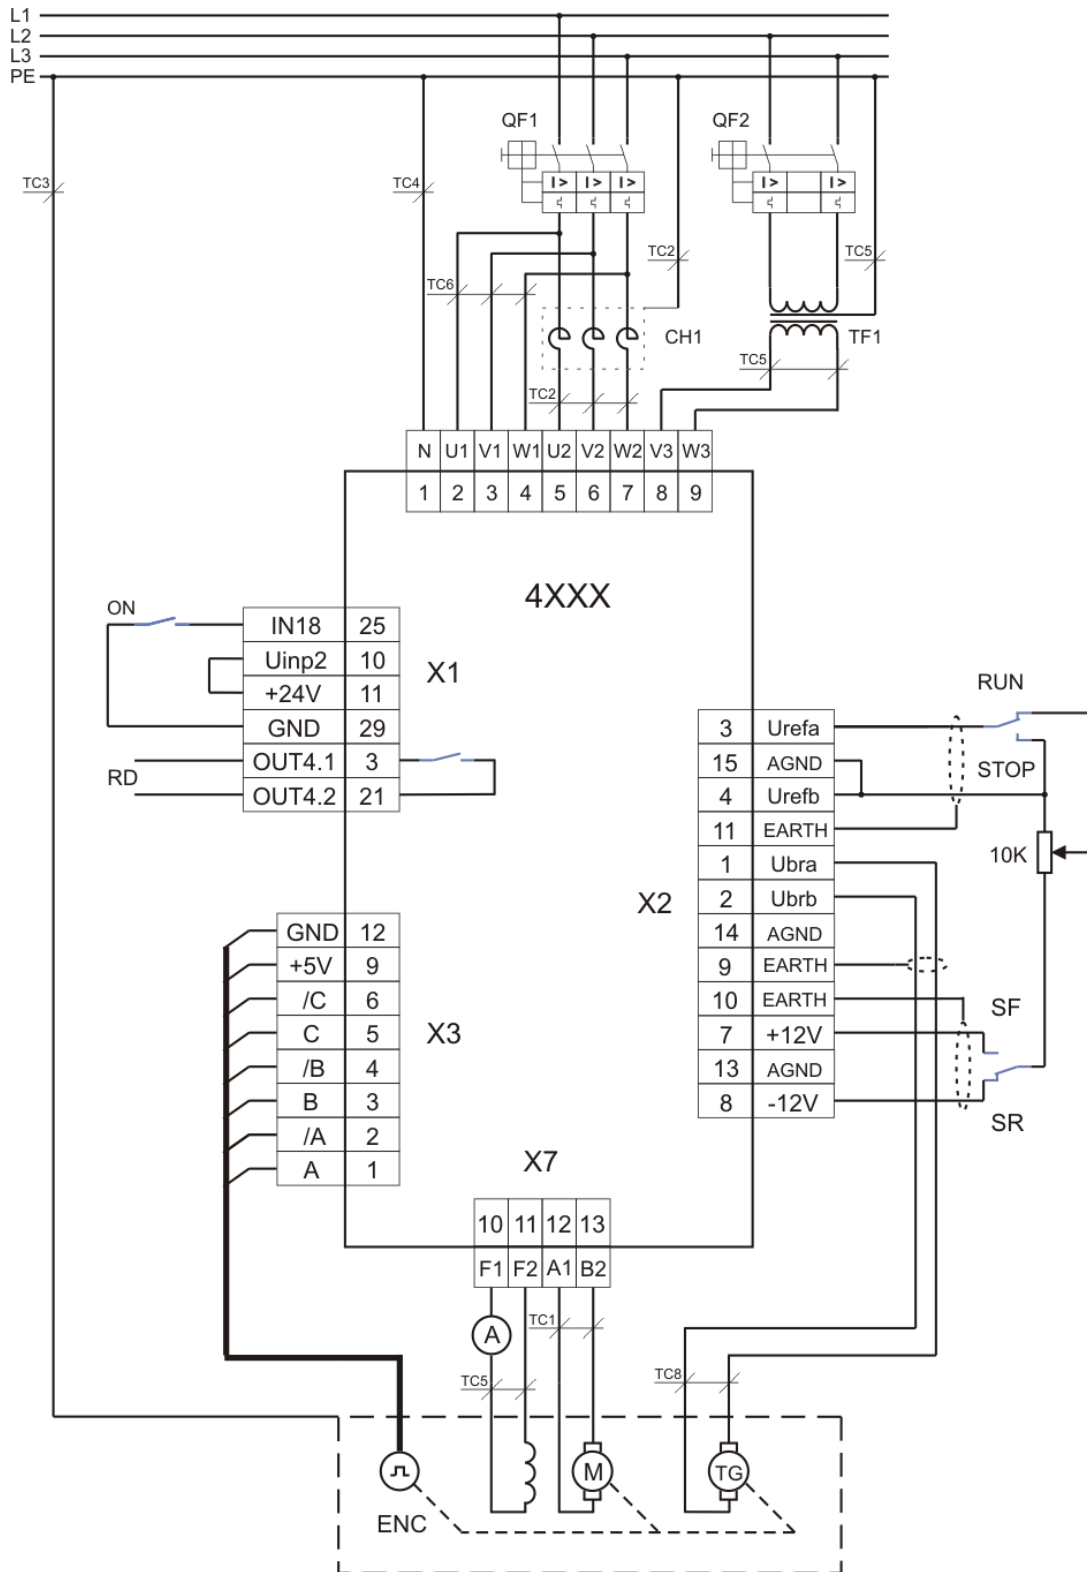 L1
L2
L3
PE
QF1
QF2
I > I > I >
I > I >
TC3
TC4
TC2
TC5
TC6
CH1
TF1
TC5
TC2
N U1 V1 W1 U2 V2 W2 V3 W3
1 2 3 4 5 6 7 8 9
4XXX
ON
IN18 25
Uinp2 10
+24V 11
GND 29
OUT4.1 3
OUT4.2 21
RD
X1
RUN
STOP
3 Urefa
15 AGND
4 Urefb
11 EARTH
1 Ubra
2 Ubrb
14 AGND
9 EARTH
10 EARTH
7 +12V
13 AGND
8 -12V
10K
X2
SF
SR
GND 12
+5V 9
/C 6
C 5
/B 4
B 3
/A 2
A 1
X3
X7
10 11 12 13
F1 F2 A1 B2
A
TC1
TC5
TC8
M
TG
ENC